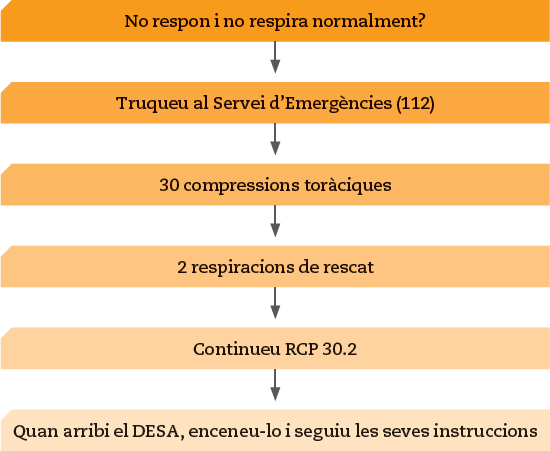 No respon i no respira normalment?
Truqueu al Servei d’Emergències (112)
30 compressions toràciques
2 respiracions de rescat
Continueu RCP 30.2
Quan arribi el DESA, enceneu-lo i seguiu les seves instruccions